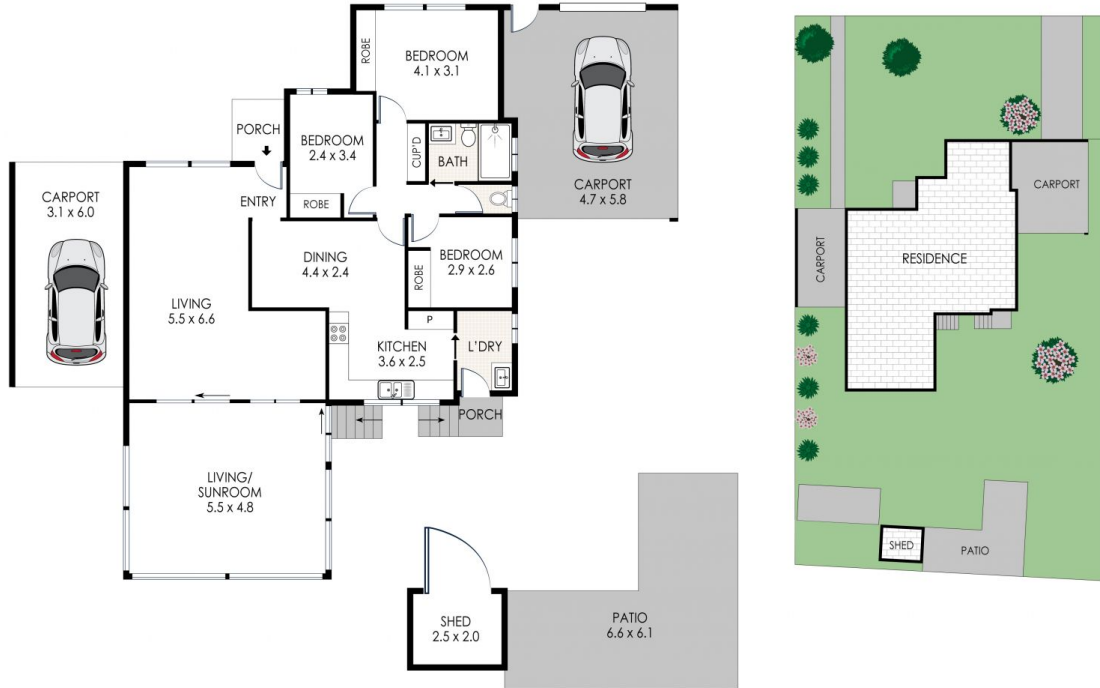 ROBE
BEDROOM
4.1 x 3.1
PORCH
BEDROOM
2.4 x 3.4
CUP'D
BATH
CARPORT
4.7 x 5.8
CARPORT
3.1 x 6.0
ENTRY
ROBE
DINING
4.4 x 2.4
BEDROOM
2.9 x 2.6
ROBE
LIVING
5.5 x 6.6
P
KITCHEN
3.6 x 2.5
L'DRY
PORCH
LIVING/
SUNROOM
5.5 x 4.8
SHED
2.5 x 2.0
PATIO
6.6 x 6.1
CARPORT
CARPORT
RESIDENCE
SHED
PATIO